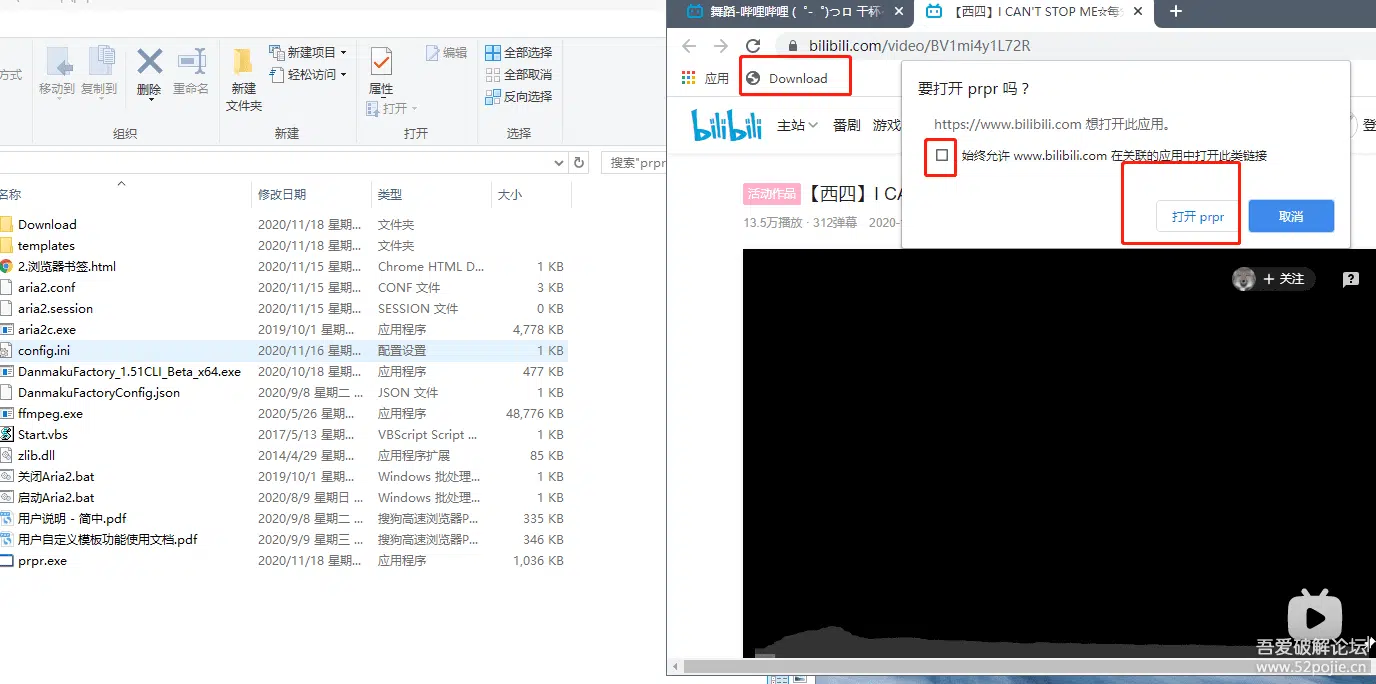 方式
移动到
复制到
删除
重命名
新建
文件夹
新建项目
轻松访问
属性
打开
编辑
全部选择
全部取消
反向选择
组织
新建
打开
选择
搜索"prpr
名称
修改日期
类型
大小
Download 2020/11/18 星期... 文件夹
templates 2020/11/18 星期... 文件夹
2.浏览器书签.html 2020/11/15 星期... Chrome HTML D... 1 KB
aria2.conf 2020/11/15 星期... CONF 文件 3 KB
aria2.session 2020/11/15 星期... SESSION 文件 0 KB
aria2c.exe 2019/10/1 星期... 应用程序 4,778 KB
config.ini 2020/11/16 星期... 配置设置 1 KB
DanmakuFactory_1.51CLI_Beta_x64.exe 2020/10/18 星期... 应用程序 477 KB
DanmakuFactoryConfig.json 2020/9/8 星期二 ... JSON 文件 1 KB
ffmpeg.exe 2020/5/26 星期... 应用程序 48,776 KB
Start.vbs 2017/5/13 星期... VBScript Script ... 1 KB
zlib.dll 2014/4/29 星期... 应用程序扩展 85 KB
关闭Aria2.bat 2019/10/1 星期... Windows 批处理... 1 KB
启动Aria2.bat 2020/8/9 星期日 ... Windows 批处理... 1 KB
用户说明 - 简中.pdf 2020/9/8 星期二 ... 搜狗高速浏览器P... 335 KB
用户自定义模板功能使用文档.pdf 2020/9/9 星期三 ... 搜狗高速浏览器P... 346 KB
prpr.exe 2020/11/18 星期... 应用程序 1,036 KB
舞蹈-哔哩哔哩 (゜-゜)つロ 干杯
【西四】I CAN'T STOP ME☆每
bilibili.com/video/BV1mi4y1L72R
应用
Download
要打开 prpr 吗？
https://www.bilibili.com 想打开此应用。
始终允许 www.bilibili.com 在关联的应用中打开此类链接
打开 prpr
取消
bilibili
主站
番剧
游戏
登
活动作品
【西四】I CA
13.5万播放 · 312弹幕 2020-
+ 关注
吾爱破解论坛
www.52pojie.cn